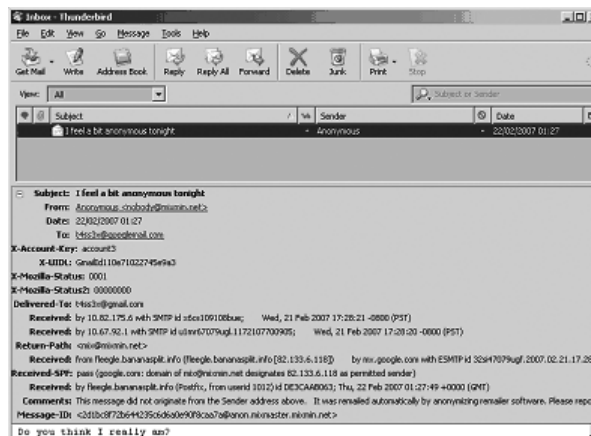 Inbox - Thunderbird
File Edit View Go Message Tools Help
Get Mail Write Address Book Reply Reply All Forward Delete Junk Print Stop
View: All Subject or Sender
Subject Sender Date
I feel a bit anonymous tonight Anonymous 22/02/2007 01:27
Subject: I feel a bit anonymous tonight
From: Anonymous <nobody@mixmin.net>
Date: 22/02/2007 01:27
To: t4ss3x@googlemail.com
X-Account-Key: account3
X-UIDL: GmailId110e71022745e9a3
X-Mozilla-Status: 0001
X-Mozilla-Status2: 00000000
Delivered-To: t4ss3x@gmail.com
Received: by 10.82.175.6 with SMTP id x6cs109108bue; Wed, 21 Feb 2007 17:28:21 -0800 (PST)
Received: by 10.67.92.1 with SMTP id u1mr67079ugl.1172107700905; Wed, 21 Feb 2007 17:28:20 -0800 (PST)
Return-Path: <mix@mixmin.net>
Received: from fleegle.bananasplit.info (fleegle.bananasplit.info [82.133.6.118]) by mx.google.com with ESMTP id 32si47079ugf.2007.02.21.17.28
Received-SPF: pass (google.com: domain of mix@mixmin.net designates 82.133.6.118 as permitted sender)
Received: by fleegle.bananasplit.info (Postfix, from userid 1012) id DE3CAAB063; Thu, 22 Feb 2007 01:27:49 +0000 (GMT)
Comments: This message did not originate from the Sender address above. It was remailed automatically by anonymizing remailer software. Please repo
Message-ID: <2d1bc8f72b644235c6d6a0e90f8caa7a@anon.mixmaster.mixmin.net>
Do you think I really am?